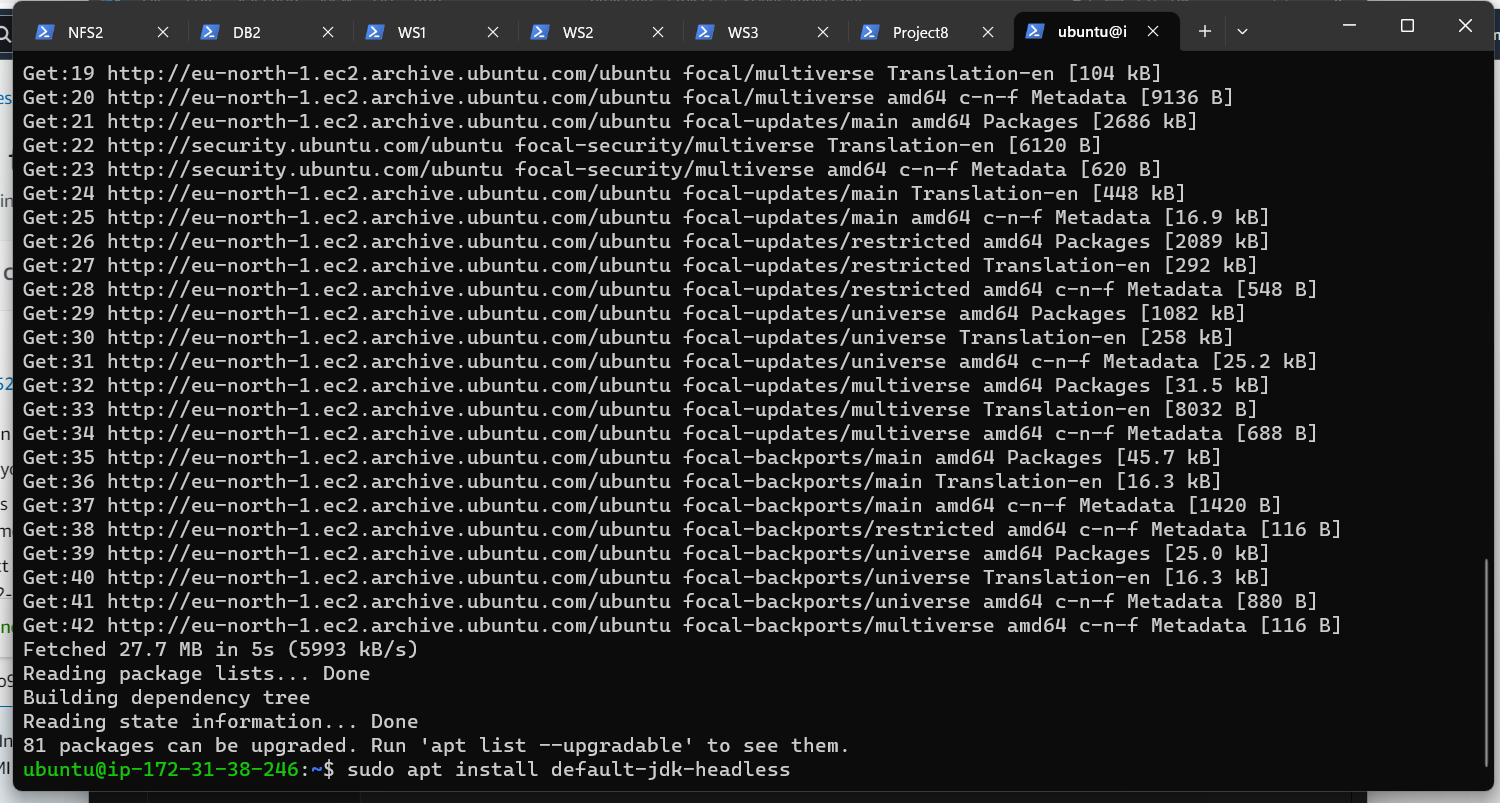 NFS2 DB2 WS1 WS2 WS3 Project8 ubuntu@i
Get:19 http://eu-north-1.ec2.archive.ubuntu.com/ubuntu focal/multiverse Translation-en [104 kB]
Get:20 http://eu-north-1.ec2.archive.ubuntu.com/ubuntu focal/multiverse amd64 c-n-f Metadata [9136 B]
Get:21 http://eu-north-1.ec2.archive.ubuntu.com/ubuntu focal-updates/main amd64 Packages [2686 kB]
Get:22 http://security.ubuntu.com/ubuntu focal-security/multiverse Translation-en [6120 B]
Get:23 http://security.ubuntu.com/ubuntu focal-security/multiverse amd64 c-n-f Metadata [620 B]
Get:24 http://eu-north-1.ec2.archive.ubuntu.com/ubuntu focal-updates/main Translation-en [448 kB]
Get:25 http://eu-north-1.ec2.archive.ubuntu.com/ubuntu focal-updates/main amd64 c-n-f Metadata [16.9 kB]
Get:26 http://eu-north-1.ec2.archive.ubuntu.com/ubuntu focal-updates/restricted amd64 Packages [2089 kB]
Get:27 http://eu-north-1.ec2.archive.ubuntu.com/ubuntu focal-updates/restricted Translation-en [292 kB]
Get:28 http://eu-north-1.ec2.archive.ubuntu.com/ubuntu focal-updates/restricted amd64 c-n-f Metadata [548 B]
Get:29 http://eu-north-1.ec2.archive.ubuntu.com/ubuntu focal-updates/universe amd64 Packages [1082 kB]
Get:30 http://eu-north-1.ec2.archive.ubuntu.com/ubuntu focal-updates/universe Translation-en [258 kB]
Get:31 http://eu-north-1.ec2.archive.ubuntu.com/ubuntu focal-updates/universe amd64 c-n-f Metadata [25.2 kB]
Get:32 http://eu-north-1.ec2.archive.ubuntu.com/ubuntu focal-updates/multiverse amd64 Packages [31.5 kB]
Get:33 http://eu-north-1.ec2.archive.ubuntu.com/ubuntu focal-updates/multiverse Translation-en [8032 B]
Get:34 http://eu-north-1.ec2.archive.ubuntu.com/ubuntu focal-updates/multiverse amd64 c-n-f Metadata [688 B]
Get:35 http://eu-north-1.ec2.archive.ubuntu.com/ubuntu focal-backports/main amd64 Packages [45.7 kB]
Get:36 http://eu-north-1.ec2.archive.ubuntu.com/ubuntu focal-backports/main Translation-en [16.3 kB]
Get:37 http://eu-north-1.ec2.archive.ubuntu.com/ubuntu focal-backports/main amd64 c-n-f Metadata [1420 B]
Get:38 http://eu-north-1.ec2.archive.ubuntu.com/ubuntu focal-backports/restricted amd64 c-n-f Metadata [116 B]
Get:39 http://eu-north-1.ec2.archive.ubuntu.com/ubuntu focal-backports/universe amd64 Packages [25.0 kB]
Get:40 http://eu-north-1.ec2.archive.ubuntu.com/ubuntu focal-backports/universe Translation-en [16.3 kB]
Get:41 http://eu-north-1.ec2.archive.ubuntu.com/ubuntu focal-backports/universe amd64 c-n-f Metadata [880 B]
Get:42 http://eu-north-1.ec2.archive.ubuntu.com/ubuntu focal-backports/multiverse amd64 c-n-f Metadata [116 B]
Fetched 27.7 MB in 5s (5993 kB/s)
Reading package lists... Done
Building dependency tree
Reading state information... Done
81 packages can be upgraded. Run 'apt list --upgradable' to see them.
ubuntu@ip-172-31-38-246:~$ sudo apt install default-jdk-headless